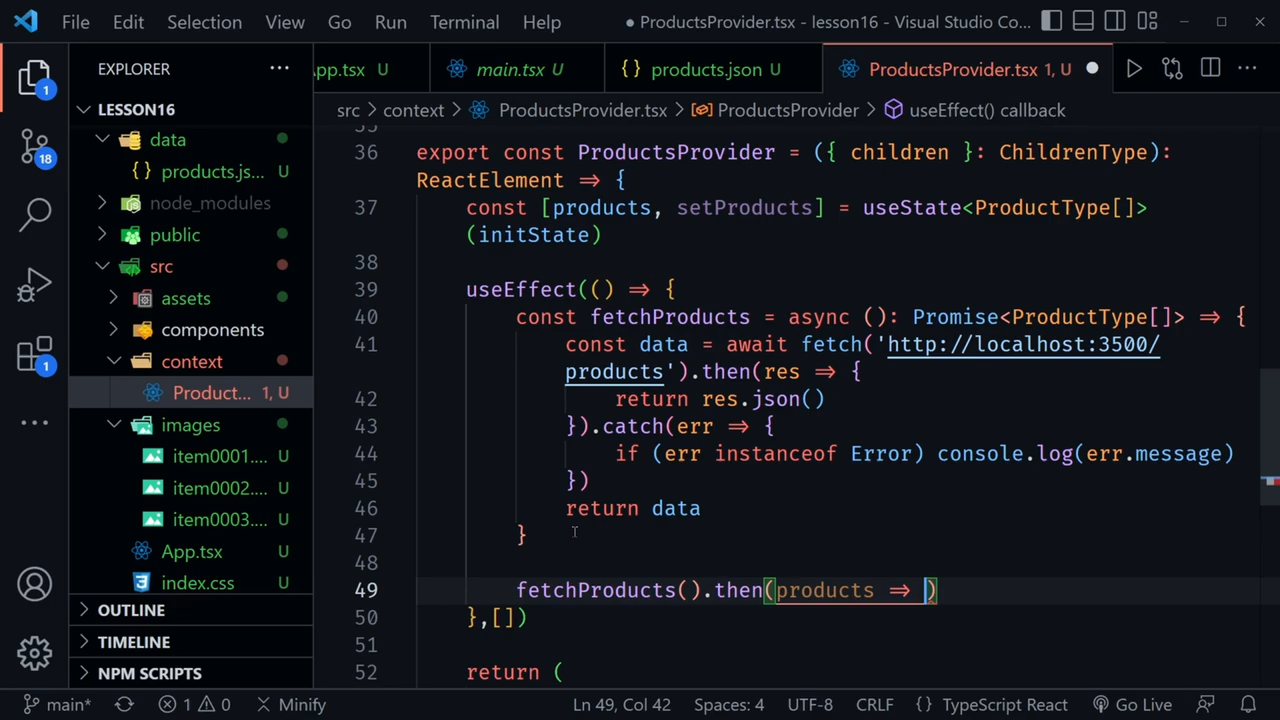 File Edit Selection View Go Run Terminal Help ● ProductsProvider.tsx - lesson16 - Visual Studio Co...
EXPLORER ···
App.tsx U main.tsx U {} products.json U ProductsProvider.tsx 1, U
LESSON16
src > context > ProductsProvider.tsx > ProductsProvider > useEffect() callback
data
{} products.js... U
node_modules
public
src
assets
components
context
Product... 1, U
images
item0001.... U
item0002.... U
item0003.... U
App.tsx U
index.css U
OUTLINE
TIMELINE
NPM SCRIPTS
1
18
1
35
36 export const ProductsProvider = ({ children }: ChildrenType):
ReactElement => {
37 const [products, setProducts] = useState<ProductType[]>
(initState)
38
39 useEffect(() => {
40 const fetchProducts = async (): Promise<ProductType[]> => {
41 const data = await fetch('http://localhost:3500/
products').then(res => {
42 return res.json()
43 }).catch(err => {
44 if (err instanceof Error) console.log(err.message)
45 })
46 return data
47 }
48
49 fetchProducts().then(products => )
50 },[])
51
52 return (
main* 1 0 Minify Ln 49, Col 42 Spaces: 4 UTF-8 CRLF {} TypeScript React Go Live